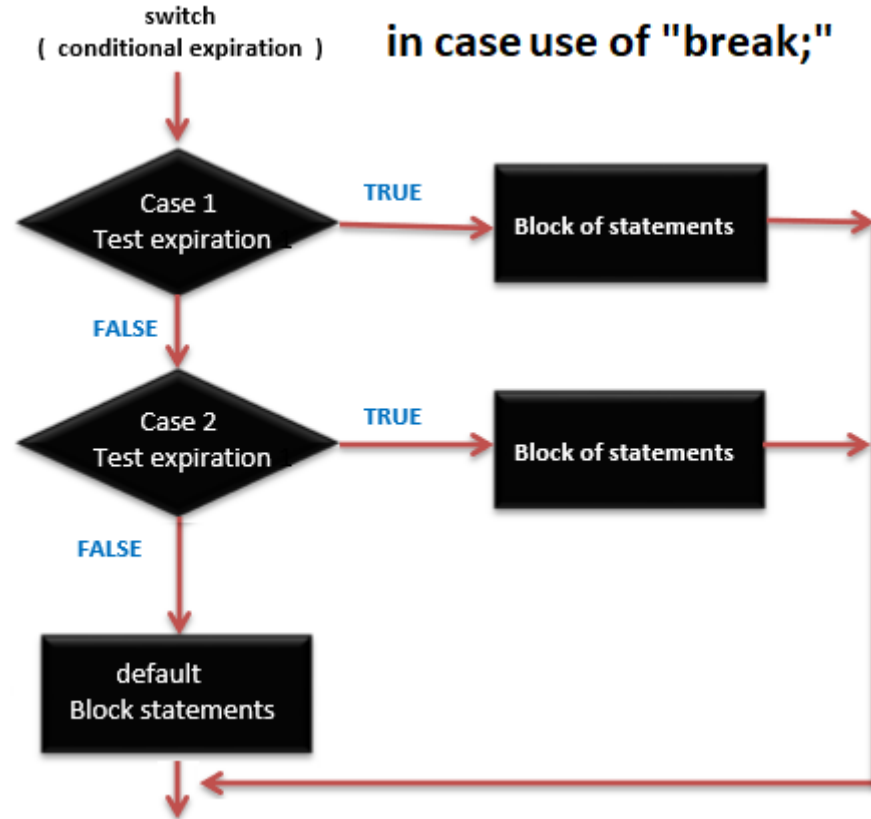 switch
( conditional expiration )
in case use of "break;"
Case 1
Test expiration
TRUE
Block of statements
FALSE
Case 2
Test expiration
TRUE
Block of statements
FALSE
default
Block statements